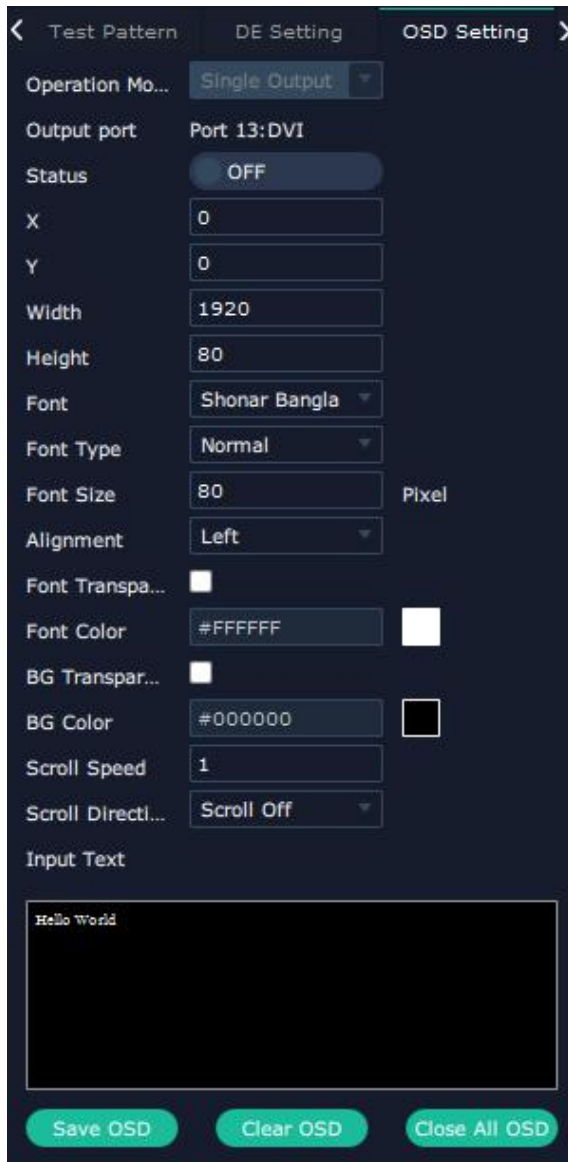 Test Pattern DE Setting OSD Setting
Operation Mo... Single Output
Output port Port 13:DVI
Status OFF
X 0
Y 0
Width 1920
Height 80
Font Shonar Bangla
Font Type Normal
Font Size 80 Pixel
Alignment Left
Font Transpa...
Font Color #FFFFFF
BG Transpar...
BG Color #000000
Scroll Speed 1
Scroll Directi... Scroll Off
Input Text
Hello World
Save OSD Clear OSD Close All OSD